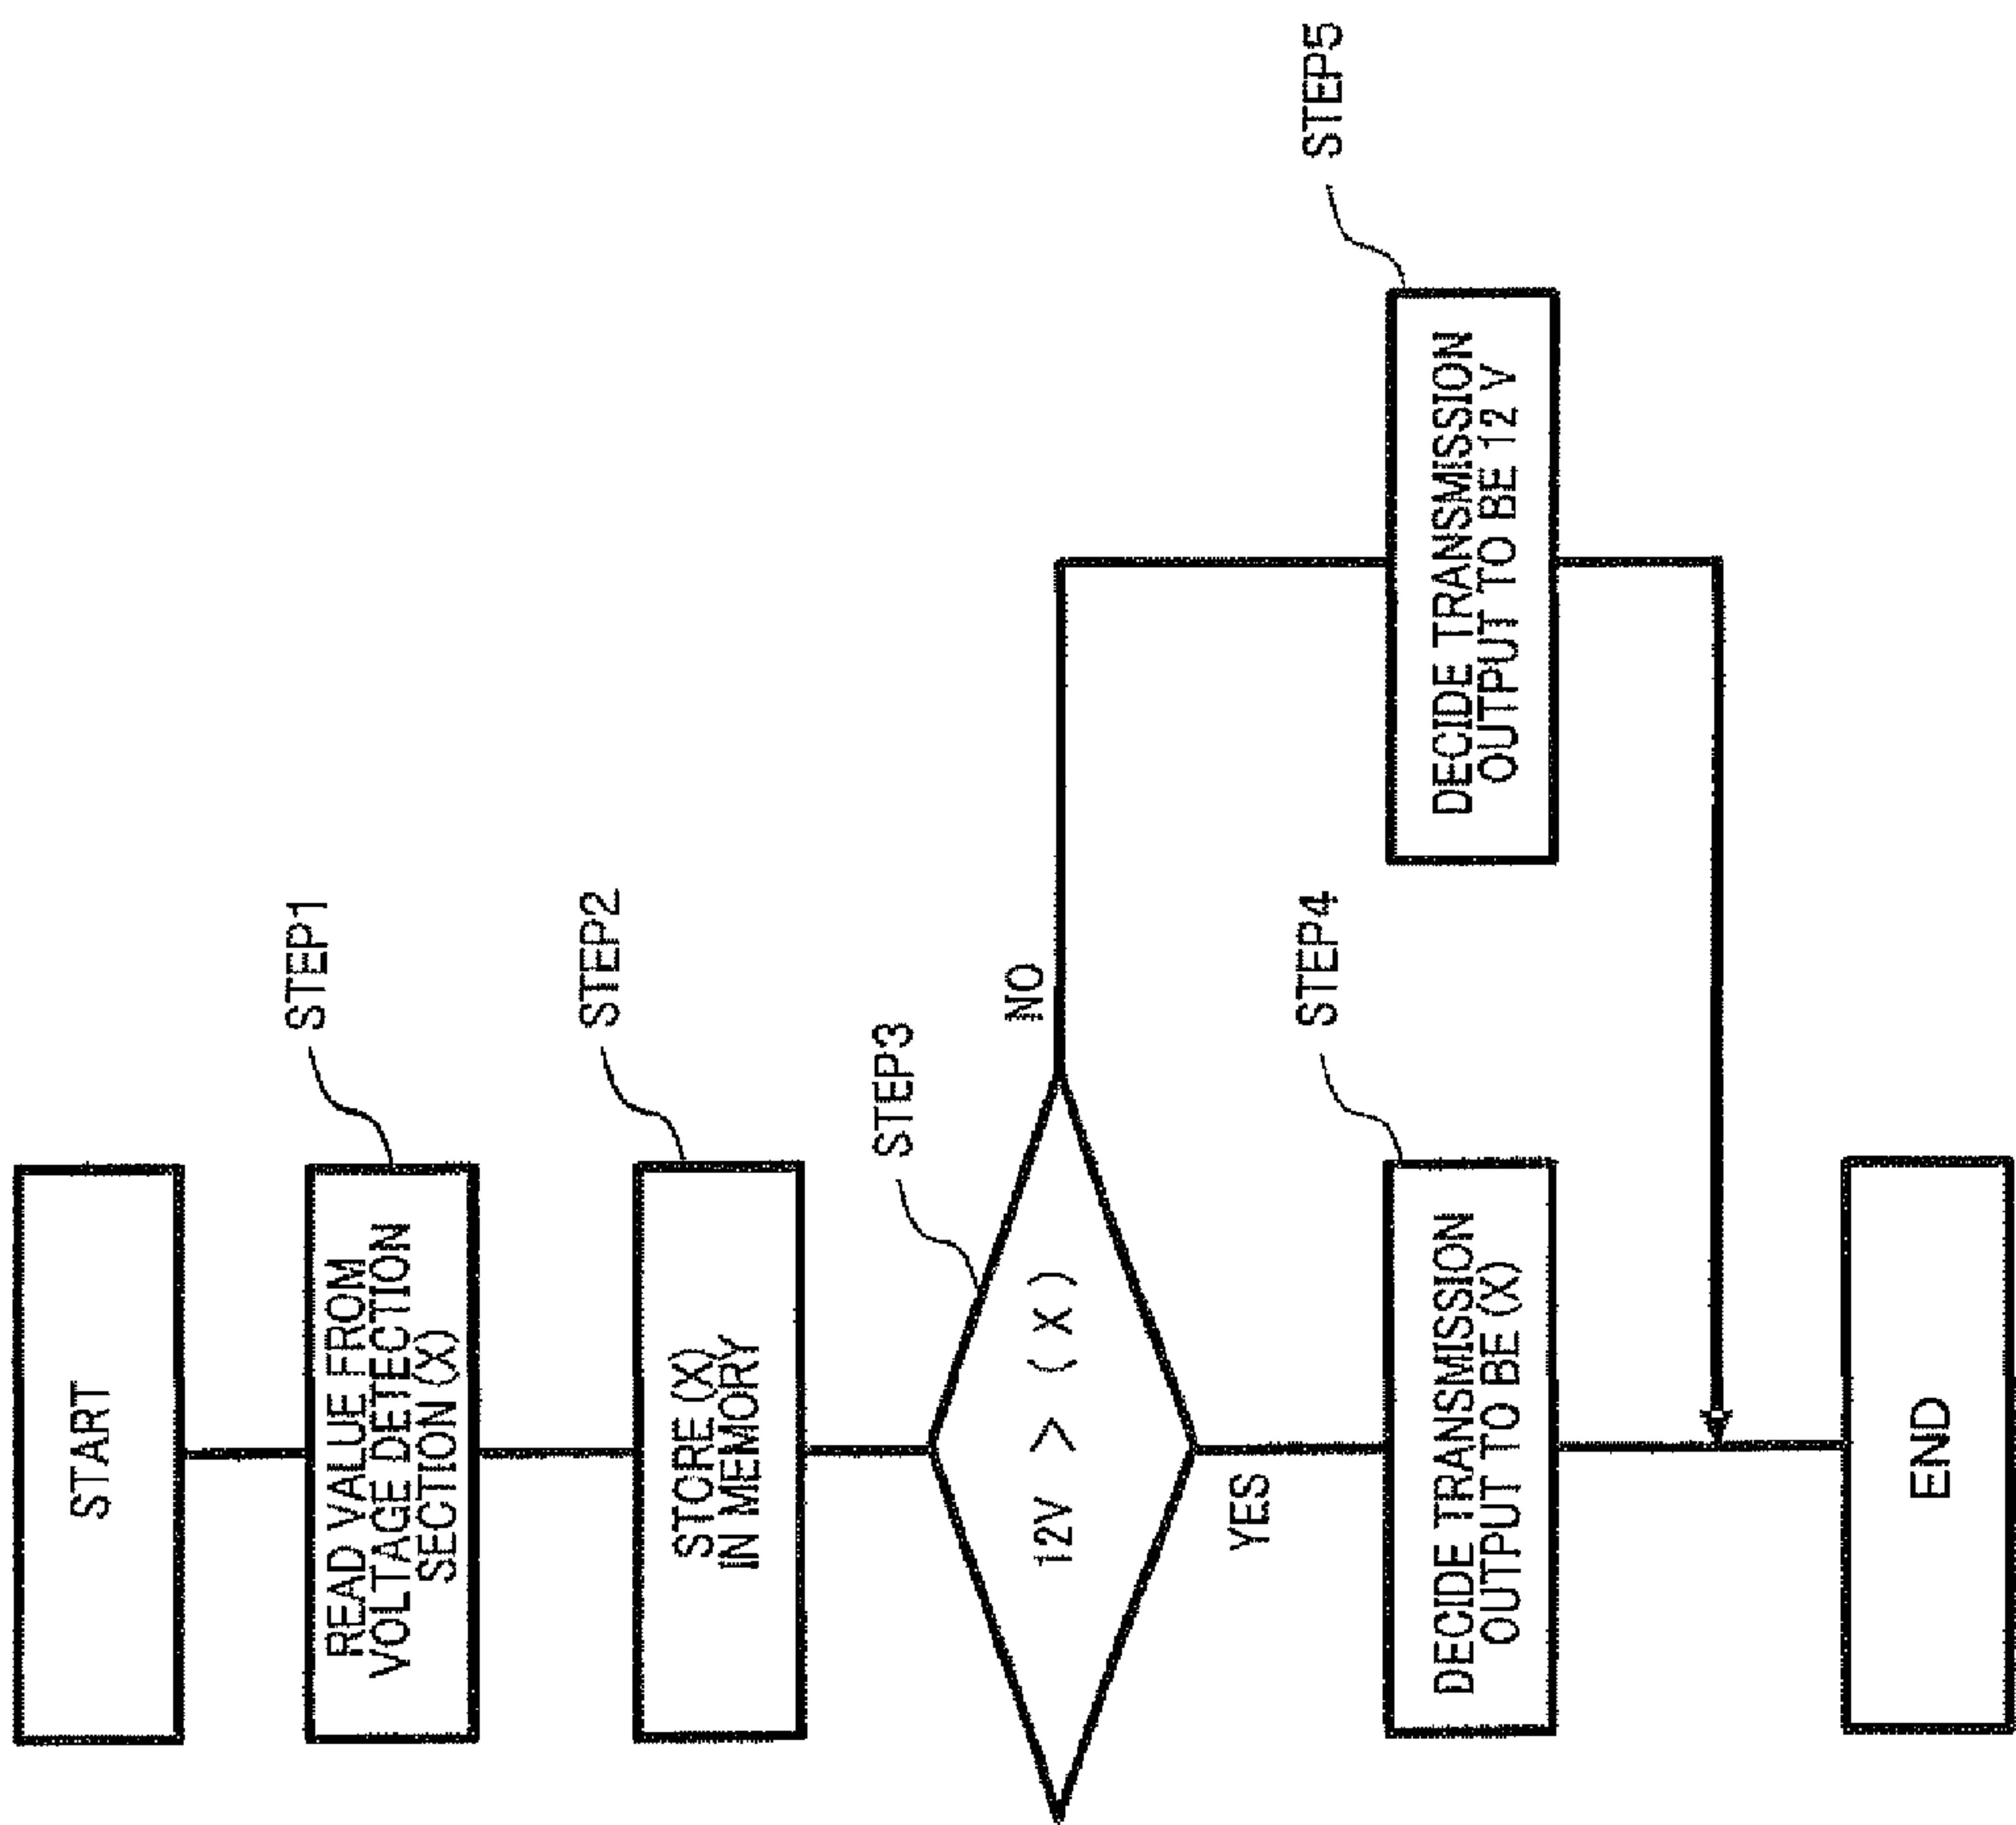 START
STEP1
READ VALUE FROM
VOLTAGE DETECTION
SECTION (X)
STEP2
STORE (X)
IN MEMORY
STEP3
12V > (X)
NO
YES
STEP4
DECIDE TRANSMISSION
OUTPUT TO BE (X)
STEP5
DECIDE TRANSMISSION
OUTPUT TO BE 12 V
END